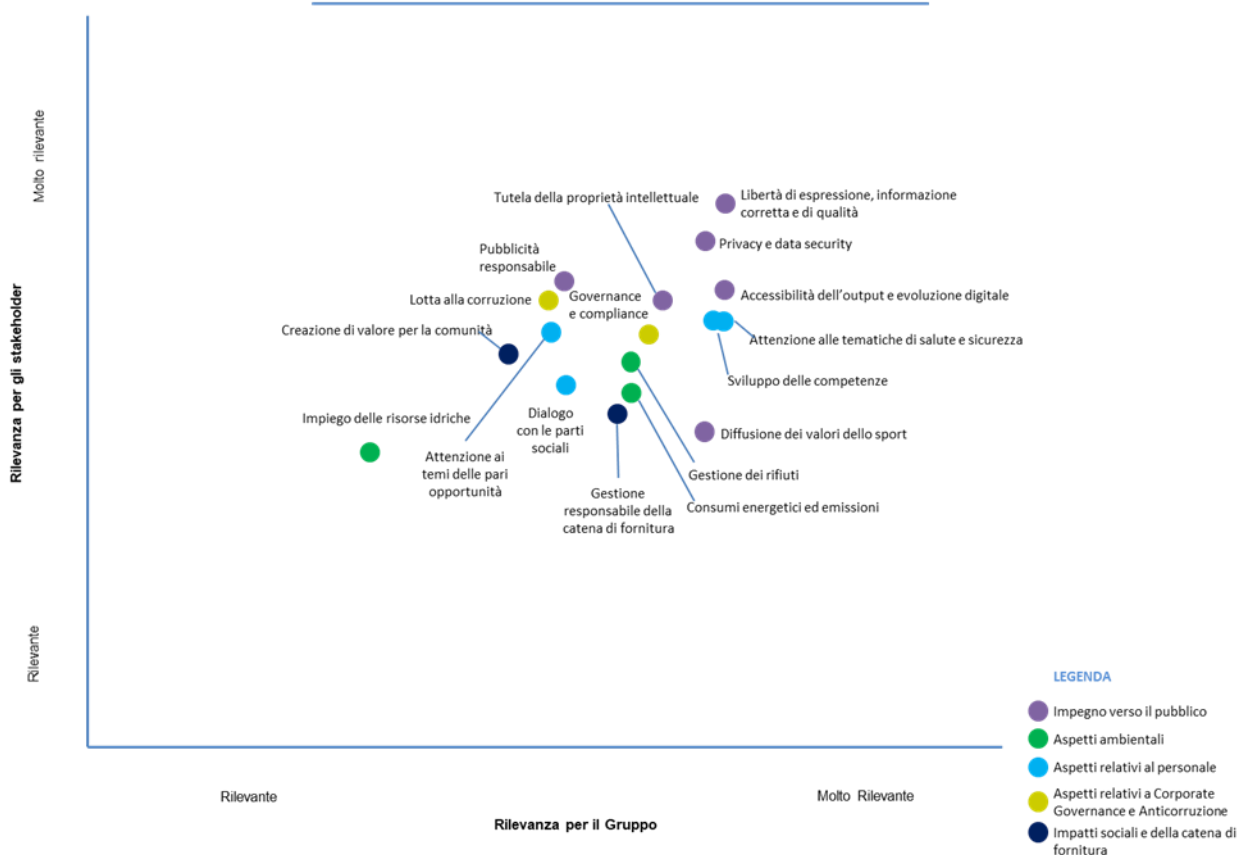 Molto rilevante
Rilevanza per gli stakeholder
Rilevante
Tutela della proprietà intellettuale
Libertà di espressione, informazione
corretta e di qualità
Privacy e data security
Pubblicità
responsabile
Lotta alla corruzione
Governance
e compliance
Accessibilità dell'output e evoluzione digitale
Creazione di valore per la comunità
Attenzione alle tematiche di salute e sicurezza
Sviluppo delle competenze
Impiego delle risorse idriche
Dialogo
con le parti
sociali
Diffusione dei valori dello sport
Attenzione ai
temi delle pari
opportunità
Gestione dei rifiuti
Gestione
responsabile della
catena di fornitura
Consumi energetici ed emissioni
Rilevante
Molto Rilevante
Rilevanza per il Gruppo
LEGENDA
Impegno verso il pubblico
Aspetti ambientali
Aspetti relativi al personale
Aspetti relativi a Corporate
Governance e Anticorruzione
Impatti sociali e della catena di
fornitura